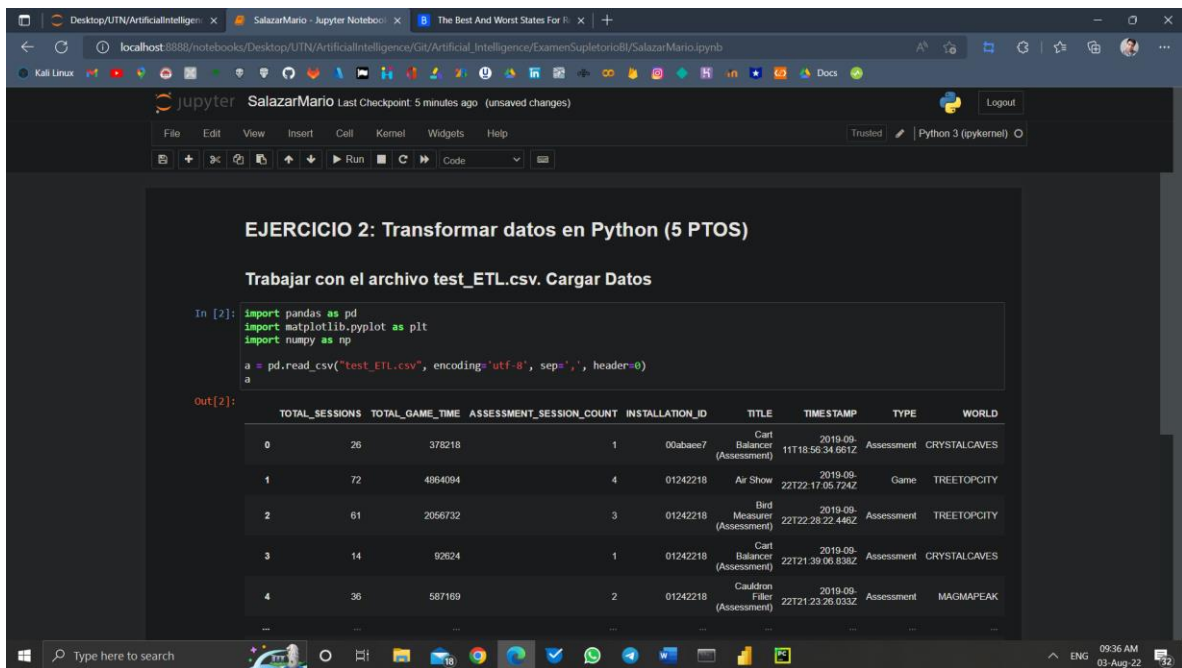 Desktop/UTN/ArtificialIntelligenc
SalazarMario - Jupyter Notebook
The Best And Worst States For R
localhost:8888/notebooks/Desktop/UTN/ArtificialIntelligence/Git/Artificial_Intelligence/ExamenSupletorioBI/SalazarMario.ipynb
Kali Linux
Docs
jupyter SalazarMario Last Checkpoint: 5 minutes ago (unsaved changes)
Logout
File Edit View Insert Cell Kernel Widgets Help
Trusted Python 3 (ipykernel)
Run Code
EJERCICIO 2: Transformar datos en Python (5 PTOS)
Trabajar con el archivo test_ETL.csv. Cargar Datos
In [2]: import pandas as pd
import matplotlib.pyplot as plt
import numpy as np
a = pd.read_csv("test_ETL.csv", encoding='utf-8', sep=',', header=0)
a
Out[2]:
TOTAL_SESSIONS TOTAL_GAME_TIME ASSESSMENT_SESSION_COUNT INSTALLATION_ID TITLE TIMESTAMP TYPE WORLD
0 26 378218 1 00abaee7 Cart Balancer (Assessment) 2019-09-11T18:56:34.661Z Assessment CRYSTALCAVES
1 72 4864094 4 01242218 Air Show 2019-09-22T22:17:05.724Z Game TREETOPCITY
2 61 2056732 3 01242218 Bird Measurer (Assessment) 2019-09-22T22:28:22.446Z Assessment TREETOPCITY
3 14 92624 1 01242218 Cart Balancer (Assessment) 2019-09-22T21:39:06.838Z Assessment CRYSTALCAVES
4 36 587169 2 01242218 Cauldron Filler (Assessment) 2019-09-22T21:23:26.033Z Assessment MAGMAPEAK
... ... ... ... ... ... ... ... ...
Type here to search
18
ENG
09:36 AM
03-Aug-22
32